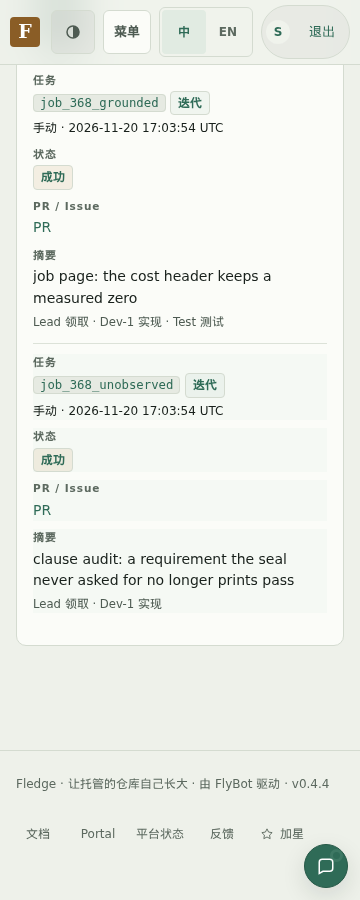 F
菜单
中
EN
S
退出
任务
job_368_grounded 迭代
手动 · 2026-11-20 17:03:54 UTC
状态
成功
PR / Issue
PR
摘要
job page: the cost header keeps a
measured zero
Lead 领取 · Dev-1 实现 · Test 测试
任务
job_368_unobserved 迭代
手动 · 2026-11-20 17:03:54 UTC
状态
成功
PR / Issue
PR
摘要
clause audit: a requirement the seal
never asked for no longer prints pass
Lead 领取 · Dev-1 实现
Fledge · 让托管的仓库自己长大 · 由 FlyBot 驱动 · v0.4.4
文档
Portal
平台状态
反馈
加星